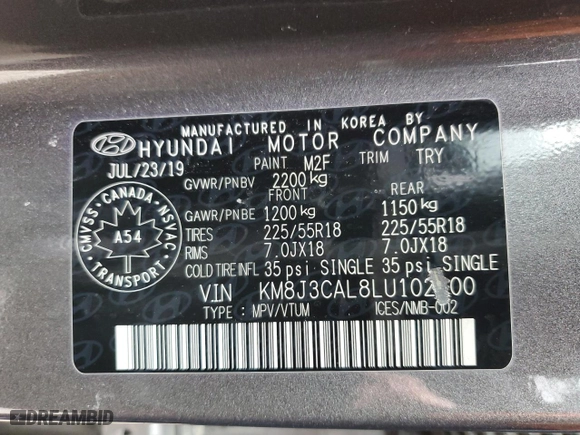 MANUFACTURED IN KOREA BY
HYUNDAI MOTOR COMPANY
JUL/23/19 PAINT M2F TRIM TRY
GVWR/PNBV 2200kg
FRONT REAR
GAWR/PNBE 1200 kg 1150 kg
TIRES 225/55R18 225/55R18
RIMS 7.0JX18 7.0JX18
COLD TIRE INFL 35 psi SINGLE 35 psi SINGLE
VIN
TYPE : MPV/VTUM ICES/NMB-002
CMVSS · CANADA · NSVAC
A54
TRANSPORT
DREAMBID